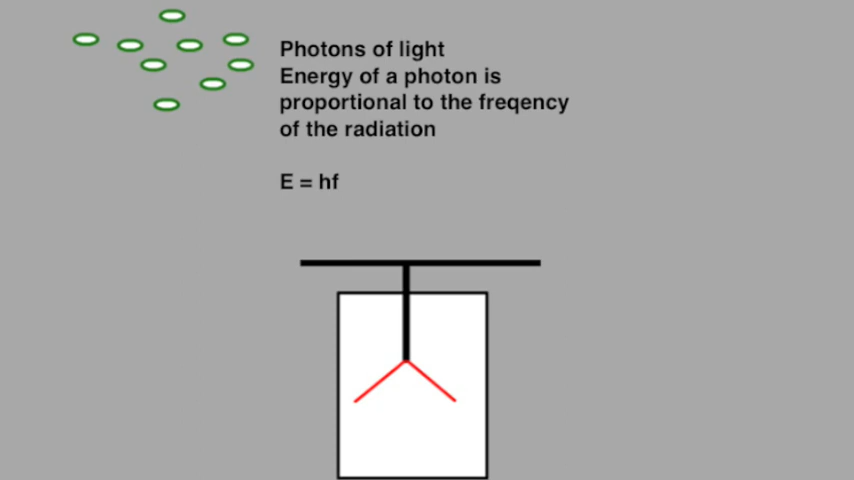 Photons of light
Energy of a photon is
proportional to the freqency
of the radiation
E = hf